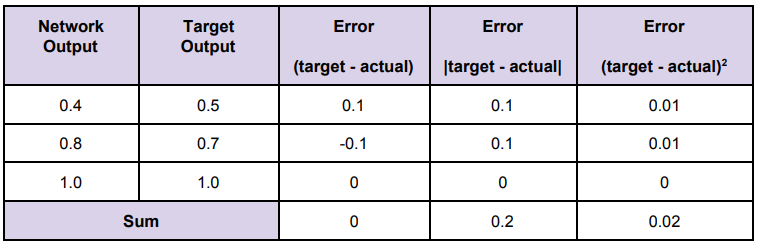 Network Output
Target Output
Error
(target - actual)
Error
|target - actual|
Error
(target - actual)²
0.4 0.5 0.1 0.1 0.01
0.8 0.7 -0.1 0.1 0.01
1.0 1.0 0 0 0
Sum 0 0.2 0.02